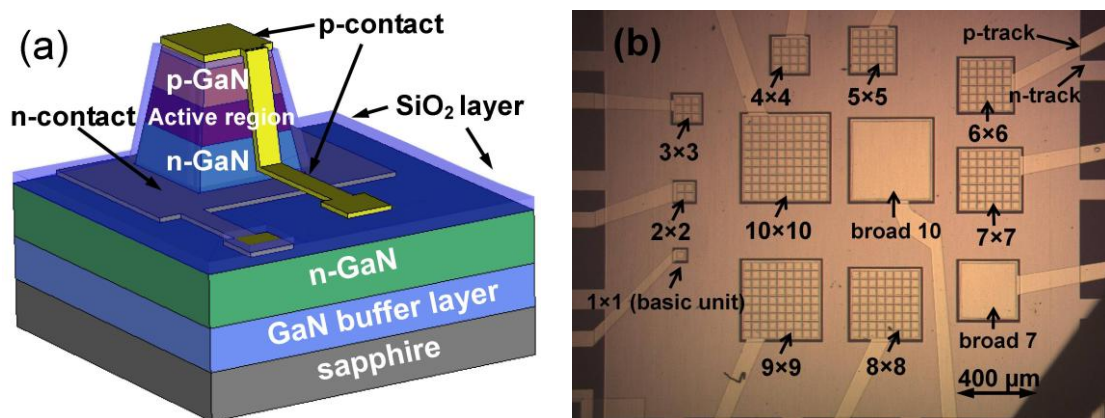 (a)
p-contact
p-GaN
n-contact
Active region
SiO₂ layer
n-GaN
n-GaN
GaN buffer layer
sapphire
(b)
p-track
n-track
4×4
5×5
3×3
6×6
2×2
10×10
broad 10
7×7
1×1 (basic unit)
9×9
8×8
broad 7
400 µm